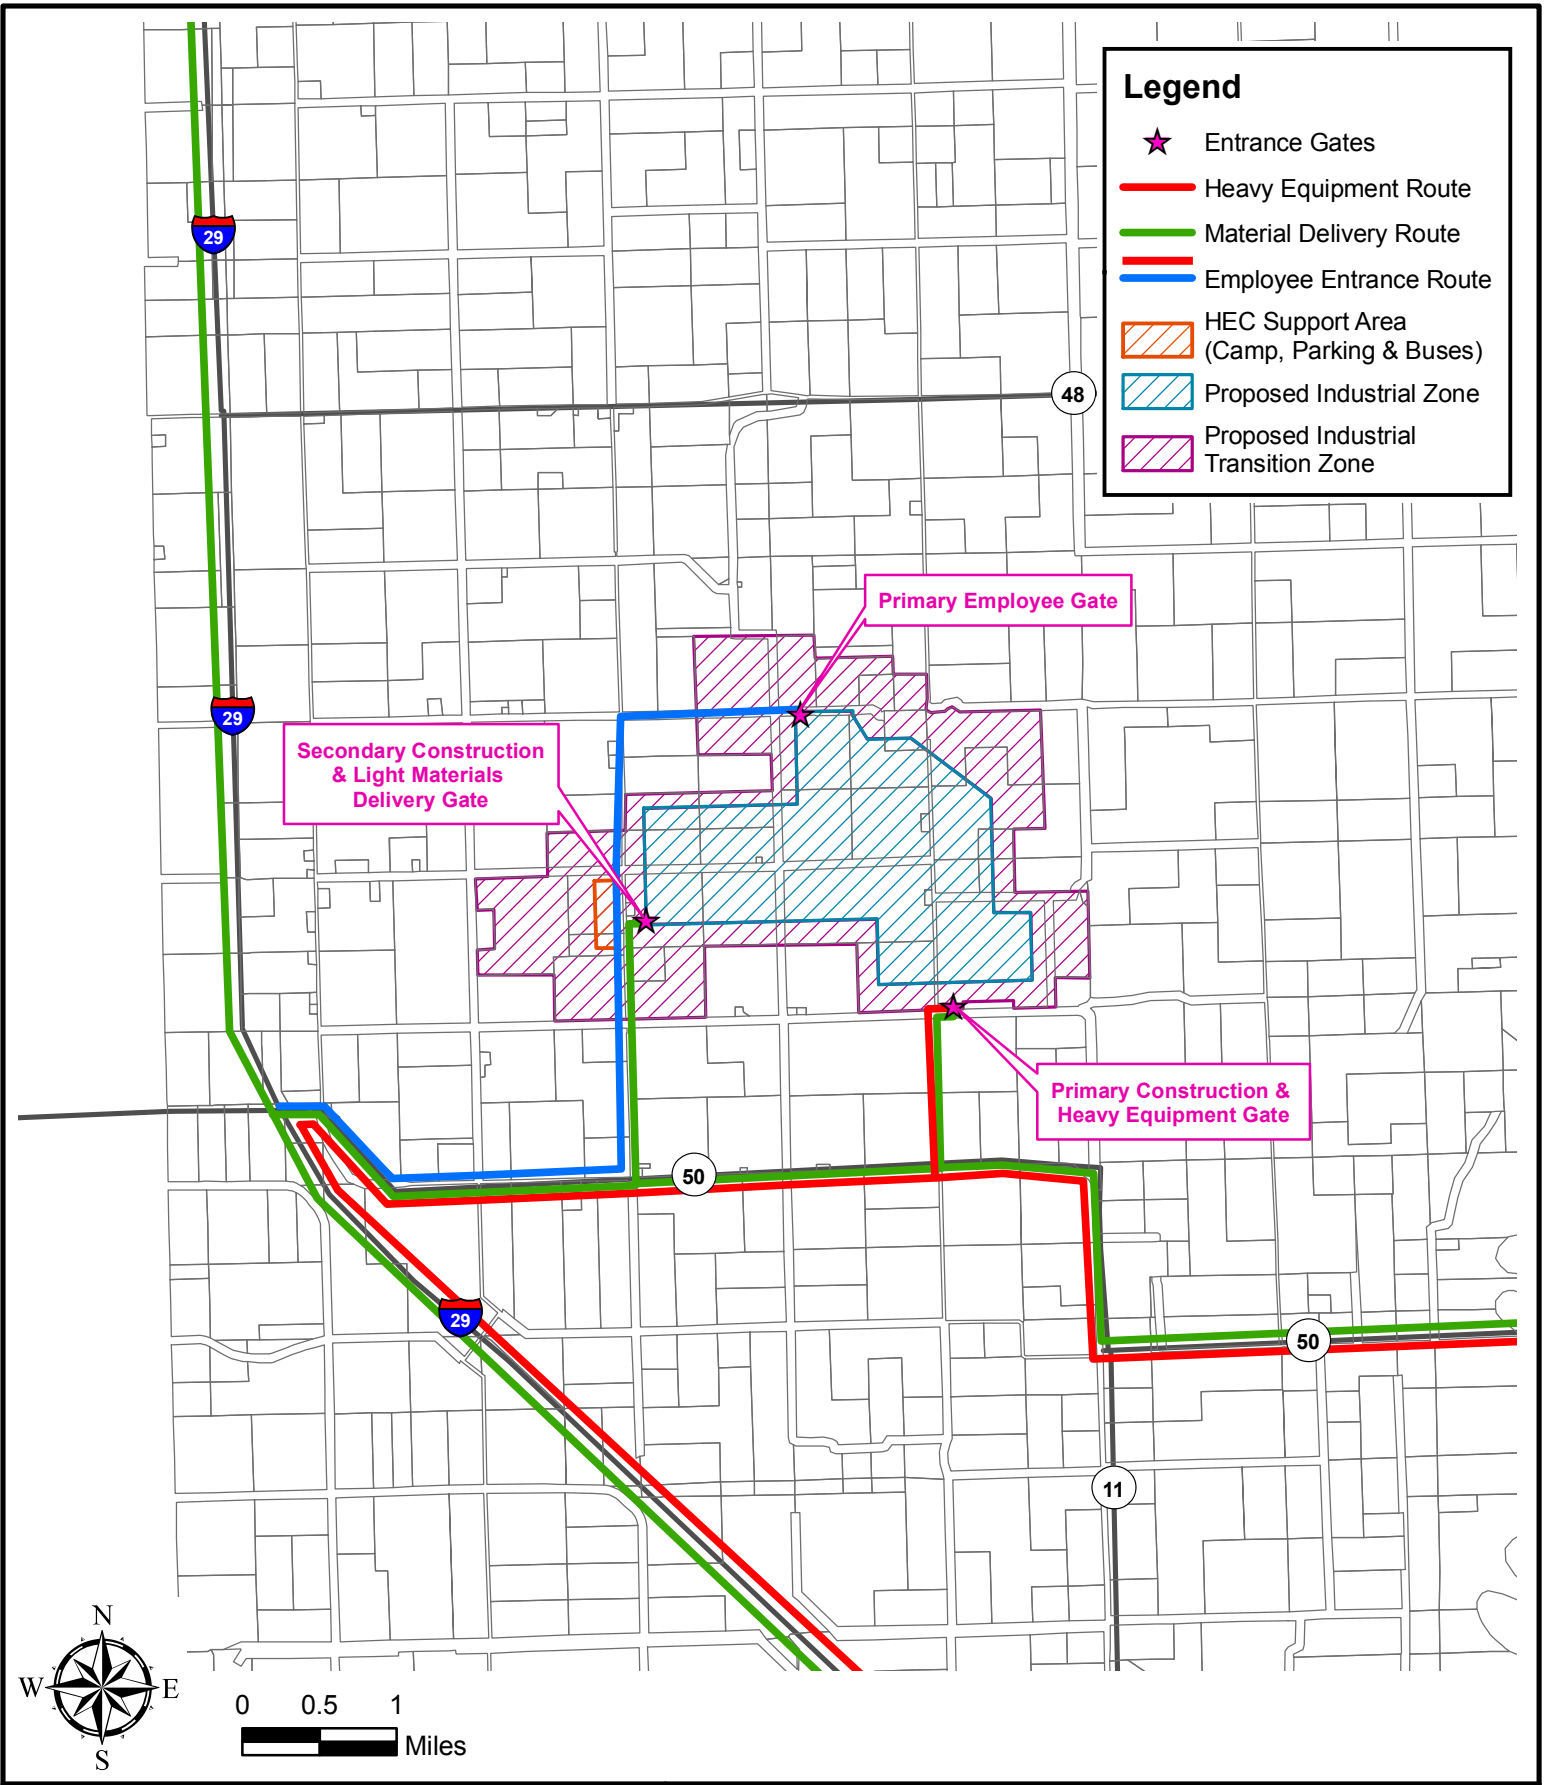 Legend
Entrance Gates
Heavy Equipment Route
Material Delivery Route
Employee Entrance Route
HEC Support Area
(Camp, Parking & Buses)
Proposed Industrial Zone
Proposed Industrial
Transition Zone
29
48
Primary Employee Gate
29
Secondary Construction
& Light Materials
Delivery Gate
Primary Construction &
Heavy Equipment Gate
50
29
50
11
N
W
E
S
0 0.5 1
Miles